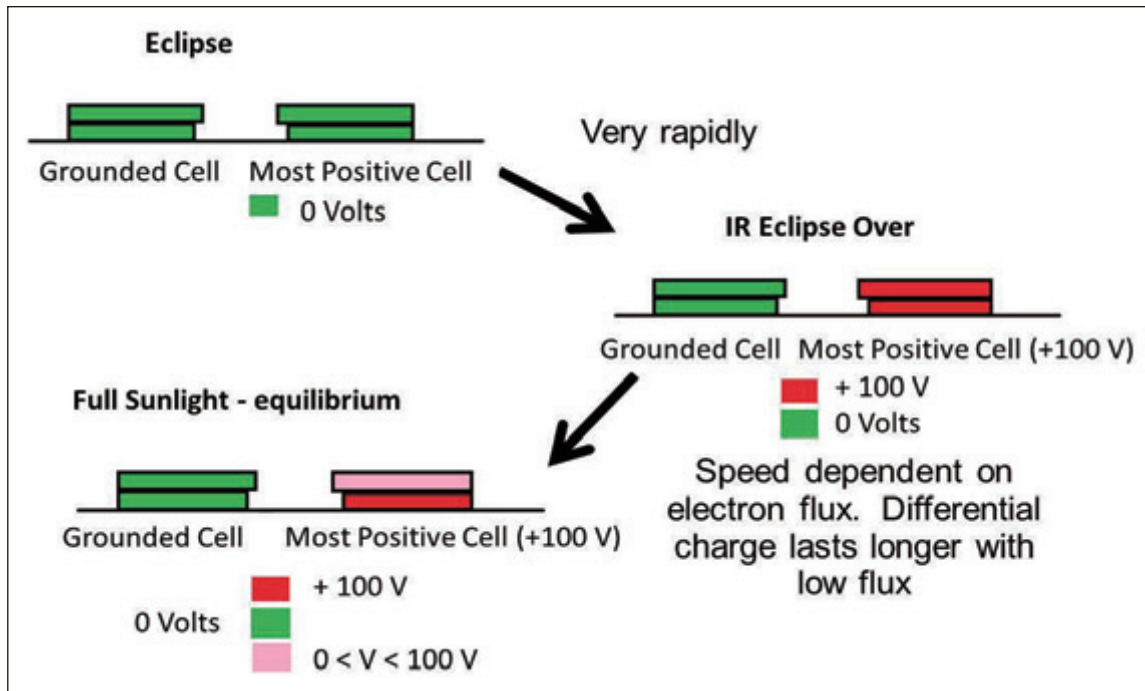 Eclipse
Grounded Cell
Most Positive Cell
0 Volts
Very rapidly
IR Eclipse Over
Grounded Cell
Most Positive Cell (+100 V)
+ 100 V
0 Volts
Speed dependent on
electron flux. Differential
charge lasts longer with
low flux
Full Sunlight - equilibrium
Grounded Cell
Most Positive Cell (+100 V)
+ 100 V
0 Volts
0 < V < 100 V